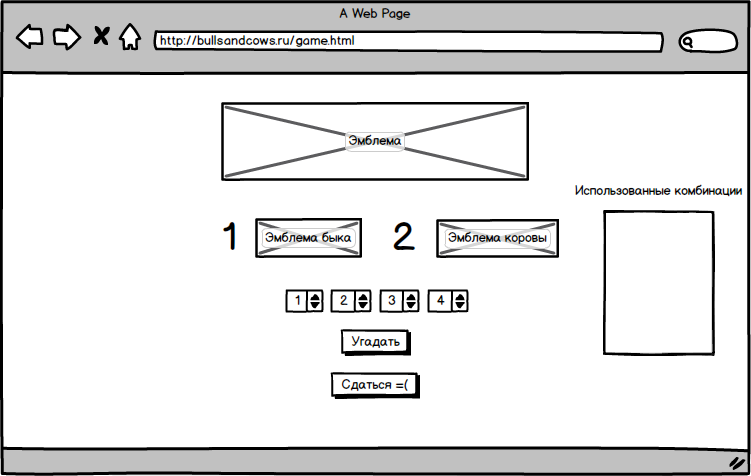 A Web Page
http://bullsandcows.ru/game.html
Эмблема
Использованные комбинации
1 Эмблема быка 2 Эмблема коровы
1 2 3 4
Угадать
Сдаться =(